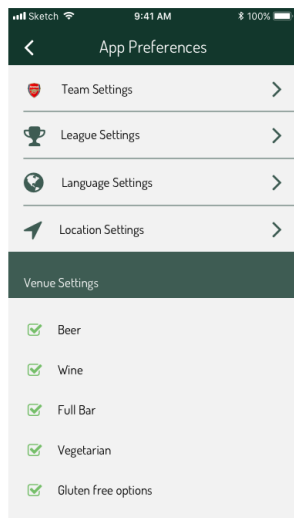 Sketch 9:41 AM 100%
App Preferences
Team Settings
League Settings
Language Settings
Location Settings
Venue Settings
Beer
Wine
Full Bar
Vegetarian
Gluten free options